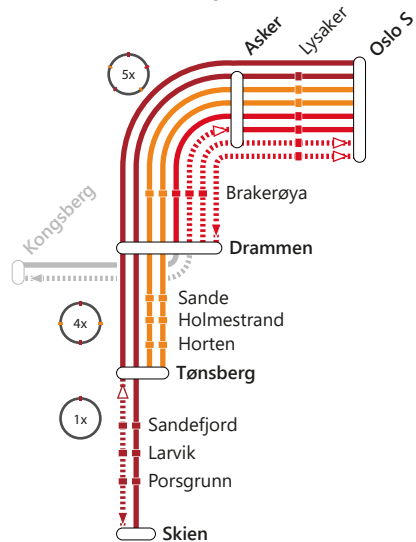 Asker
Lysaker
Oslo S
5x
Brakerøya
Kongsberg
Drammen
Sande
4x
Holmestrand
Horten
Tønsberg
1x
Sandefjord
Larvik
Porsgrunn
Skien